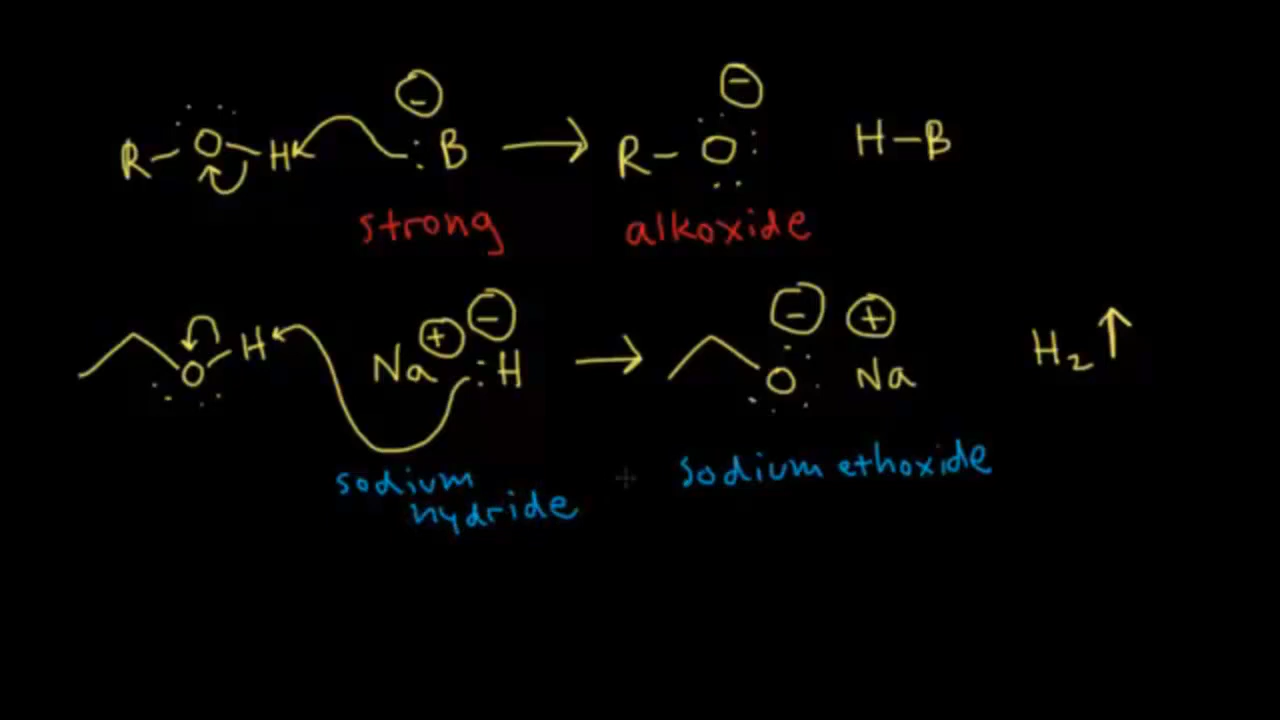 R-O-H :B⊖ → R-O⊖ H-B
strong alkoxide
O-H Na⊕ :H⊖ → O⊖ Na⊕ H₂↑
sodium hydride
sodium ethoxide